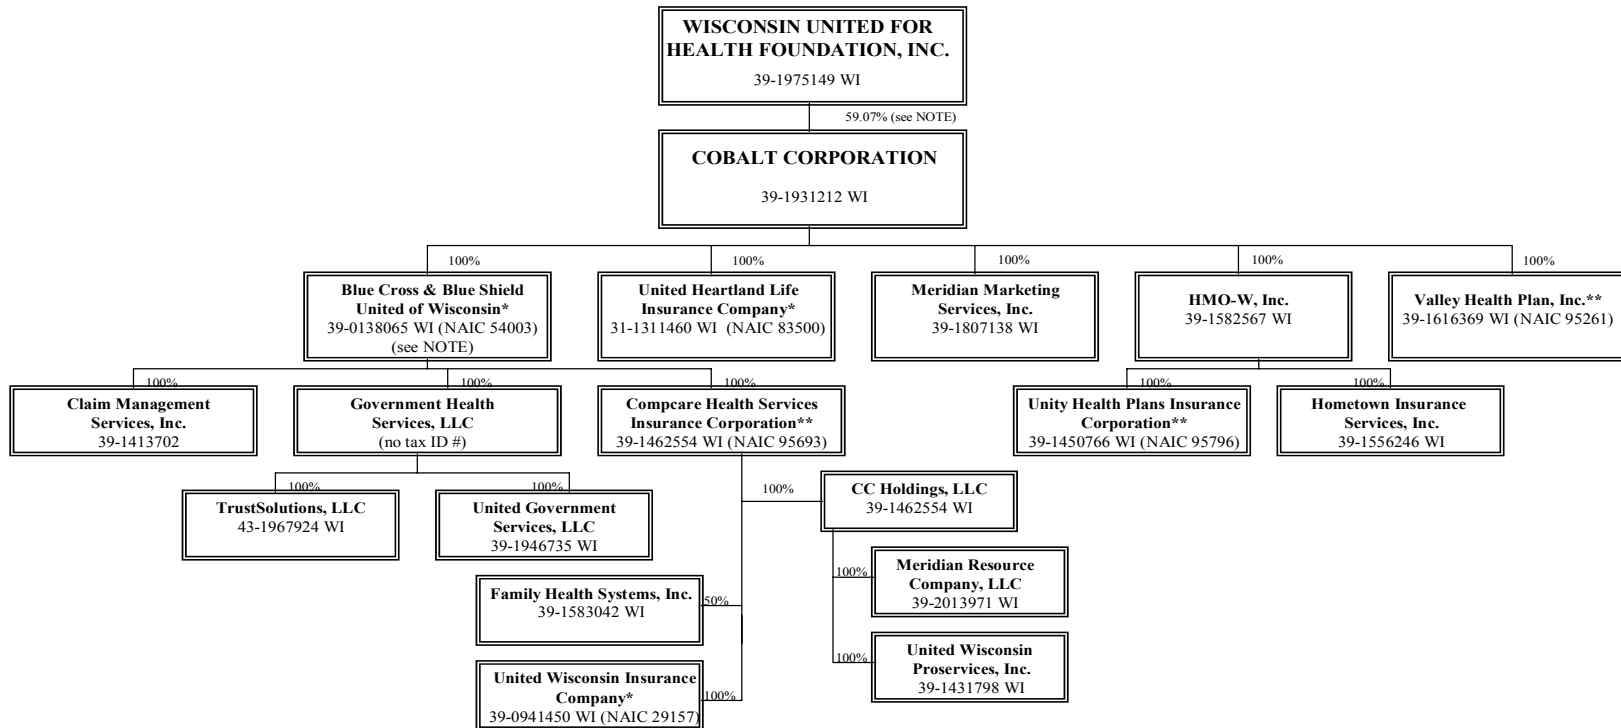 WISCONSIN UNITED FOR
HEALTH FOUNDATION, INC.
39-1975149 WI
59.07% (see NOTE)
COBALT CORPORATION
39-1931212 WI
100%
100%
100%
100%
100%
Blue Cross & Blue Shield
United of Wisconsin*
39-0138065 WI (NAIC 54003)
(see NOTE)
United Heartland Life
Insurance Company*
31-1311460 WI (NAIC 83500)
Meridian Marketing
Services, Inc.
39-1807138 WI
HMO-W, Inc.
39-1582567 WI
Valley Health Plan, Inc.**
39-1616369 WI (NAIC 95261)
100%
100%
100%
100%
100%
Claim Management
Services, Inc.
39-1413702
Government Health
Services, LLC
(no tax ID #)
Compcare Health Services
Insurance Corporation**
39-1462554 WI (NAIC 95693)
Unity Health Plans Insurance
Corporation**
39-1450766 WI (NAIC 95796)
Hometown Insurance
Services, Inc.
39-1556246 WI
100%
100%
100%
TrustSolutions, LLC
43-1967924 WI
United Government
Services, LLC
39-1946735 WI
CC Holdings, LLC
39-1462554 WI
Family Health Systems, Inc.
39-1583042 WI
50%
100%
Meridian Resource
Company, LLC
39-2013971 WI
United Wisconsin Insurance
Company*
39-0941450 WI (NAIC 29157)
100%
100%
United Wisconsin
Proservices, Inc.
39-1431798 WI